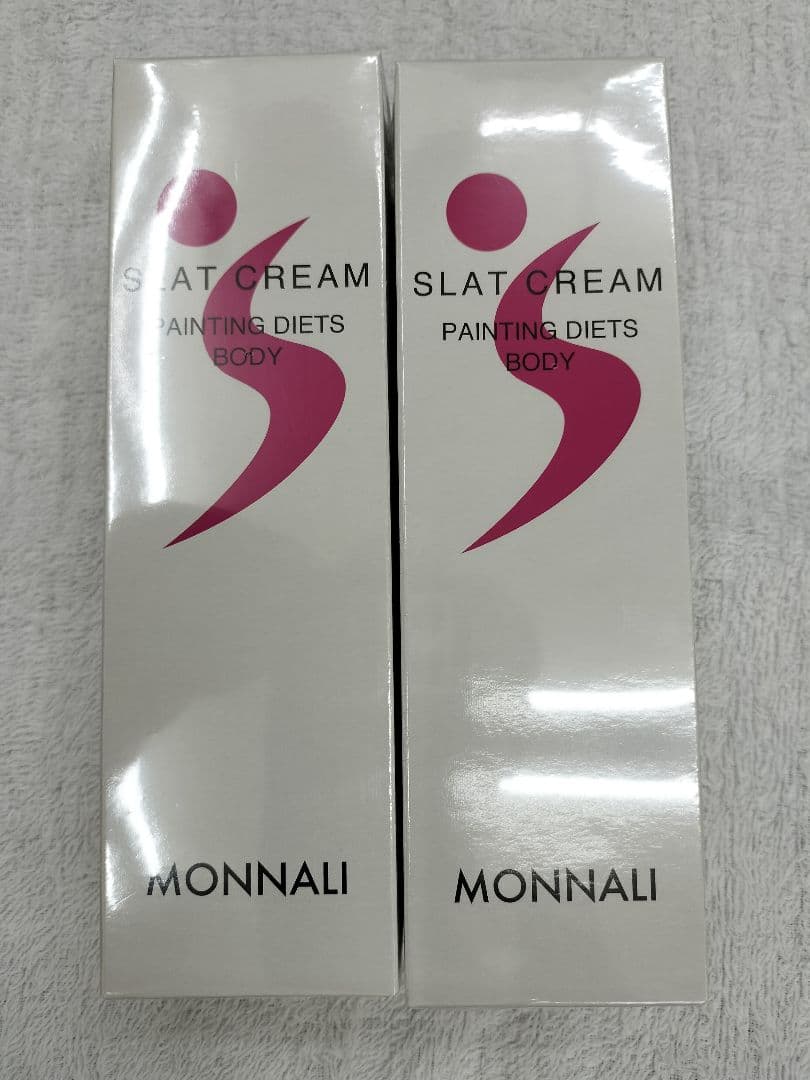 SLAT CREAM
PAINTING DIETS
BODY
MONNALI
SLAT CREAM
PAINTING DIETS
BODY
MONNALI